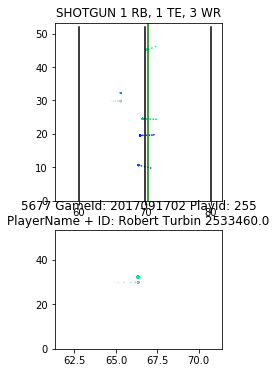 SHOTGUN 1 RB, 1 TE, 3 WR
50
40
30
20
10
0
60 70 80
5677 GameId: 2017091702 PlayId: 255
PlayerName + ID: Robert Turbin 2533460.0
40
20
0
62.5 65.0 67.5 70.0